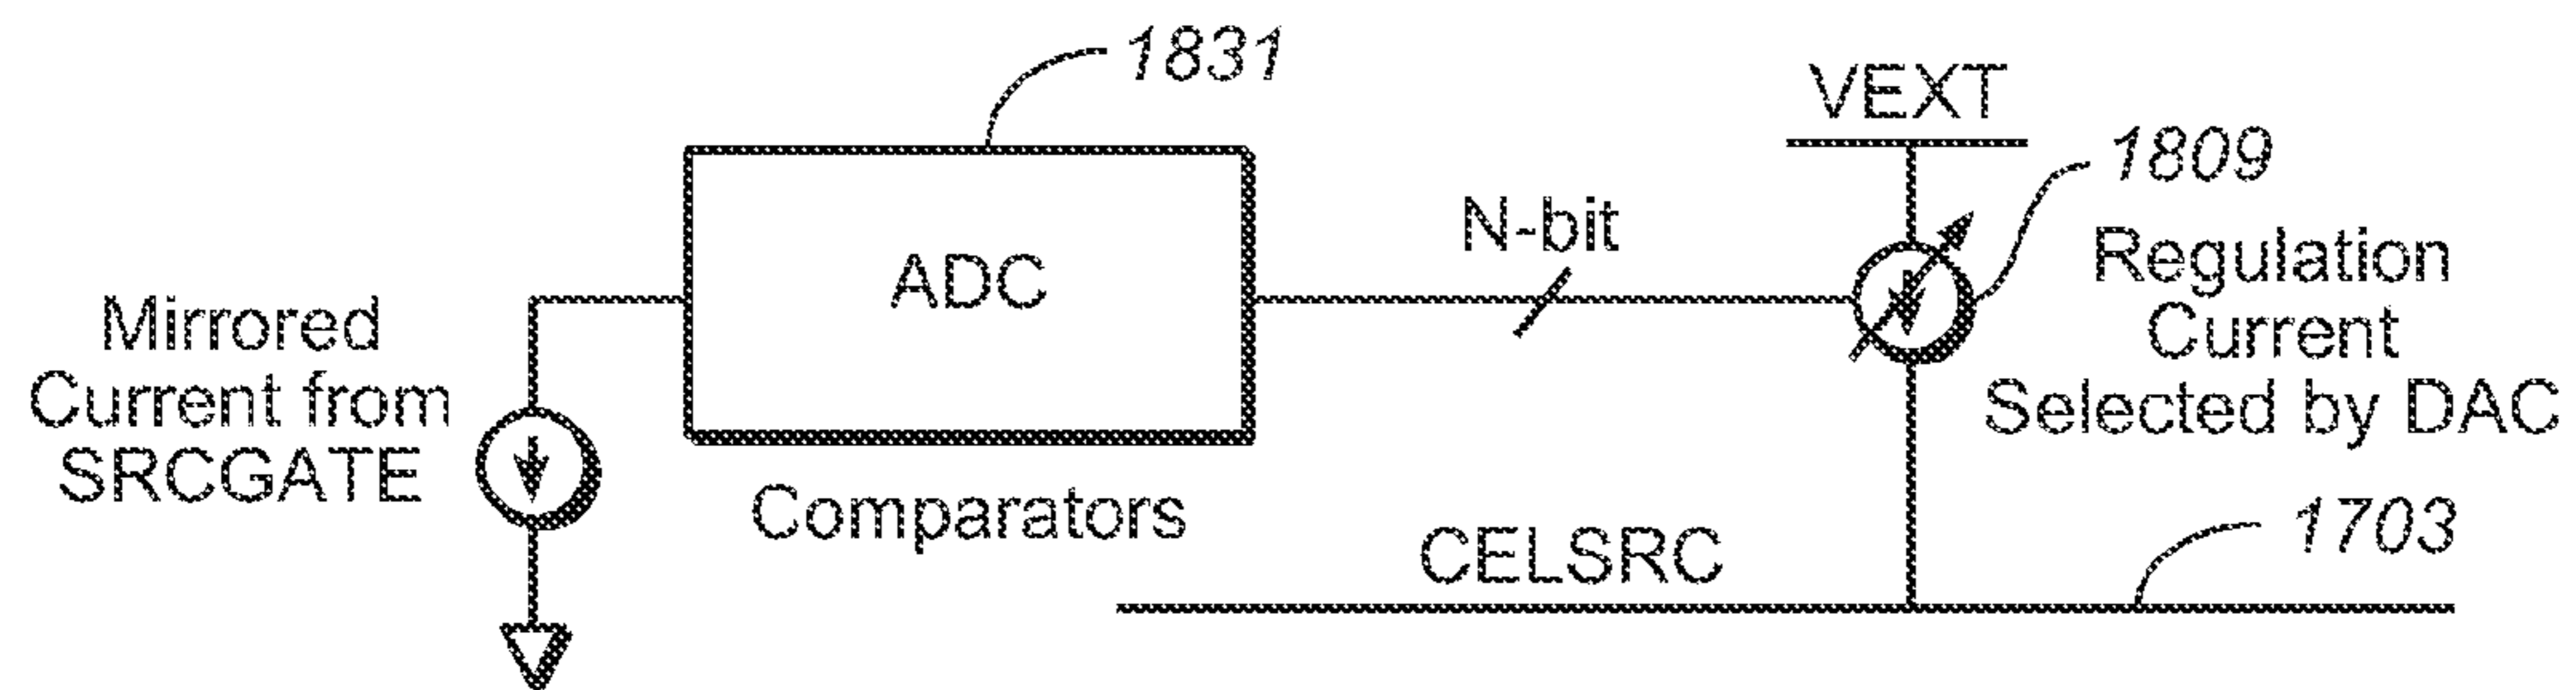 1831
VEXT
1809
N-bit
ADC
Regulation
Current
Selected by DAC
Mirrored
Current from
SRCGATE
Comparators
CELSRC
1703